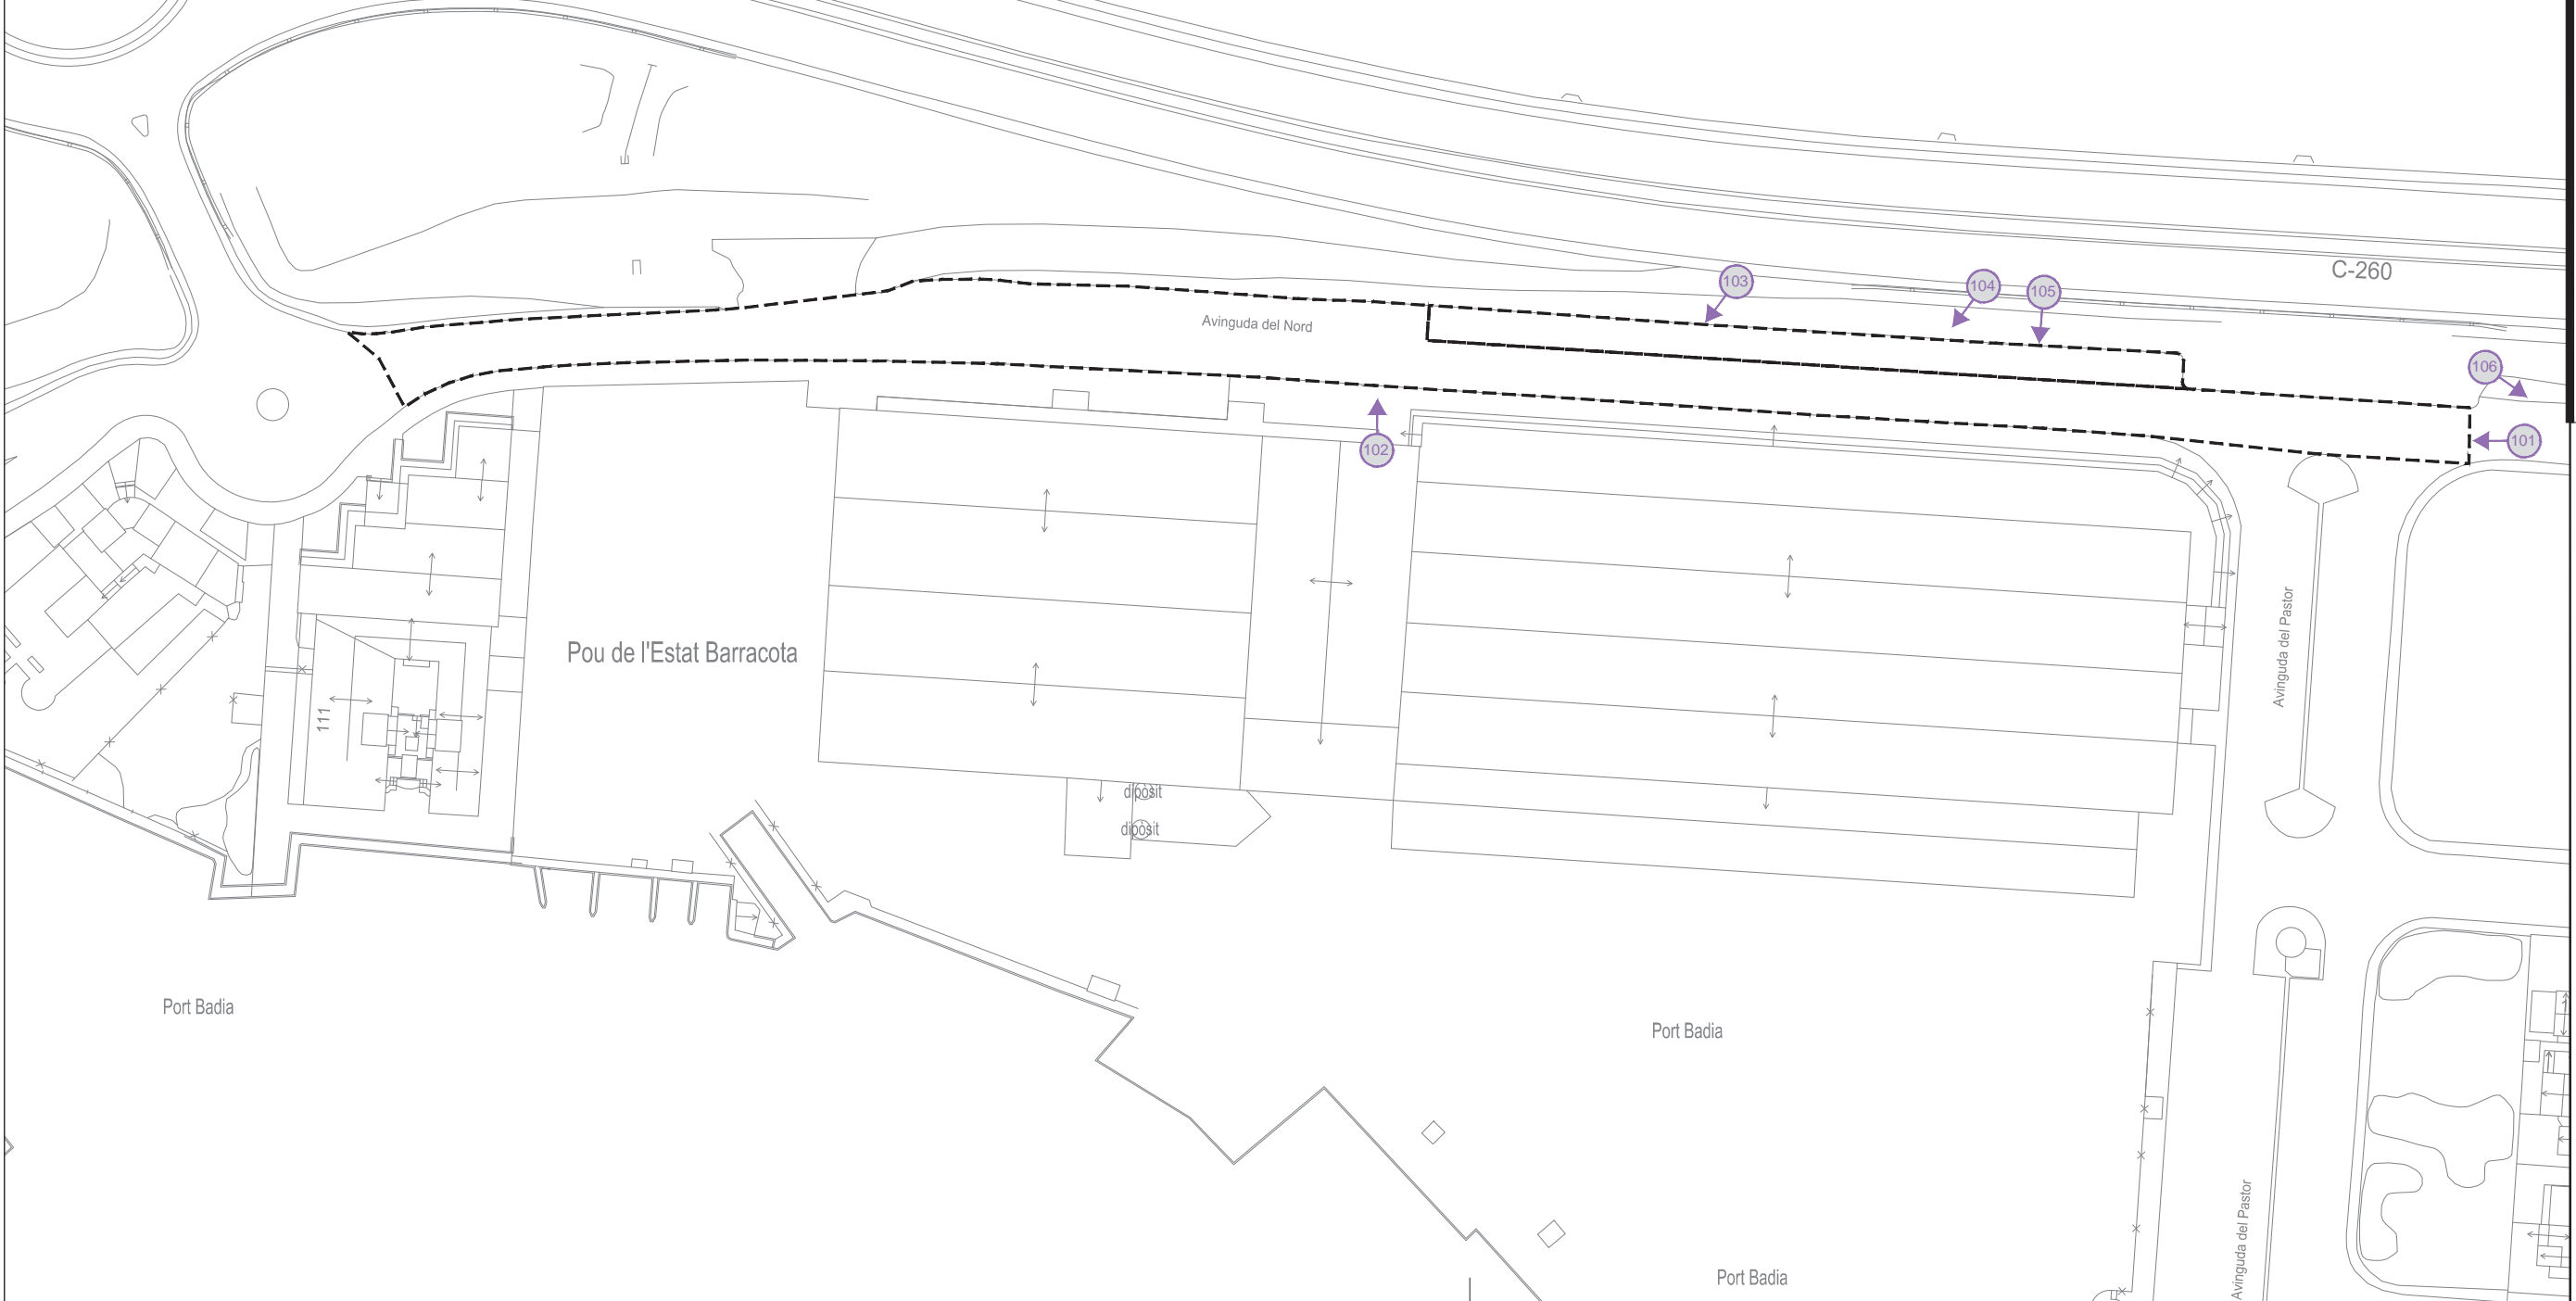 C-260
103
104
105
Avinguda del Nord
106
101
102
Avinguda del Pastor
Pou de l'Estat Barracota
111
dipòsit
dipòsit
Port Badia
Port Badia
Avinguda del Pastor
Port Badia